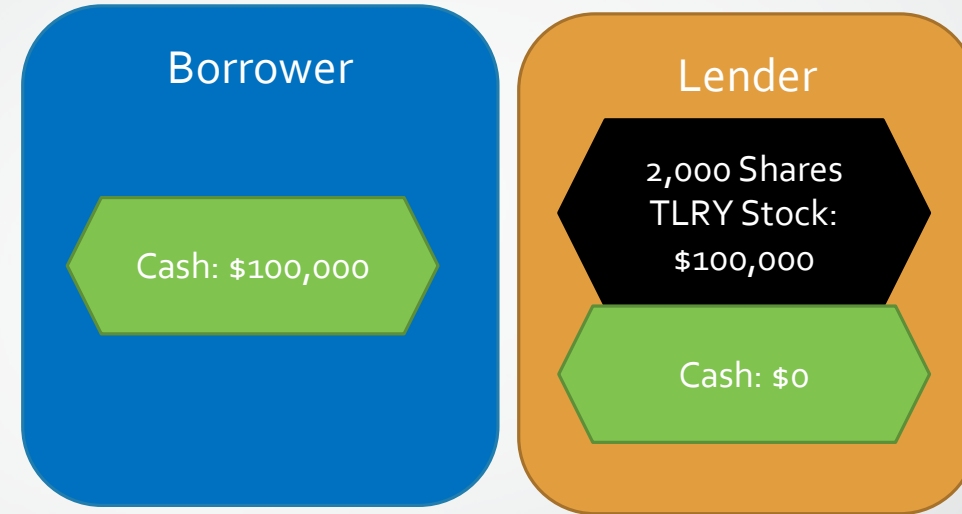 Borrower
Cash: $100,000
Lender
2,000 Shares
TLRY Stock:
$100,000
Cash: $0